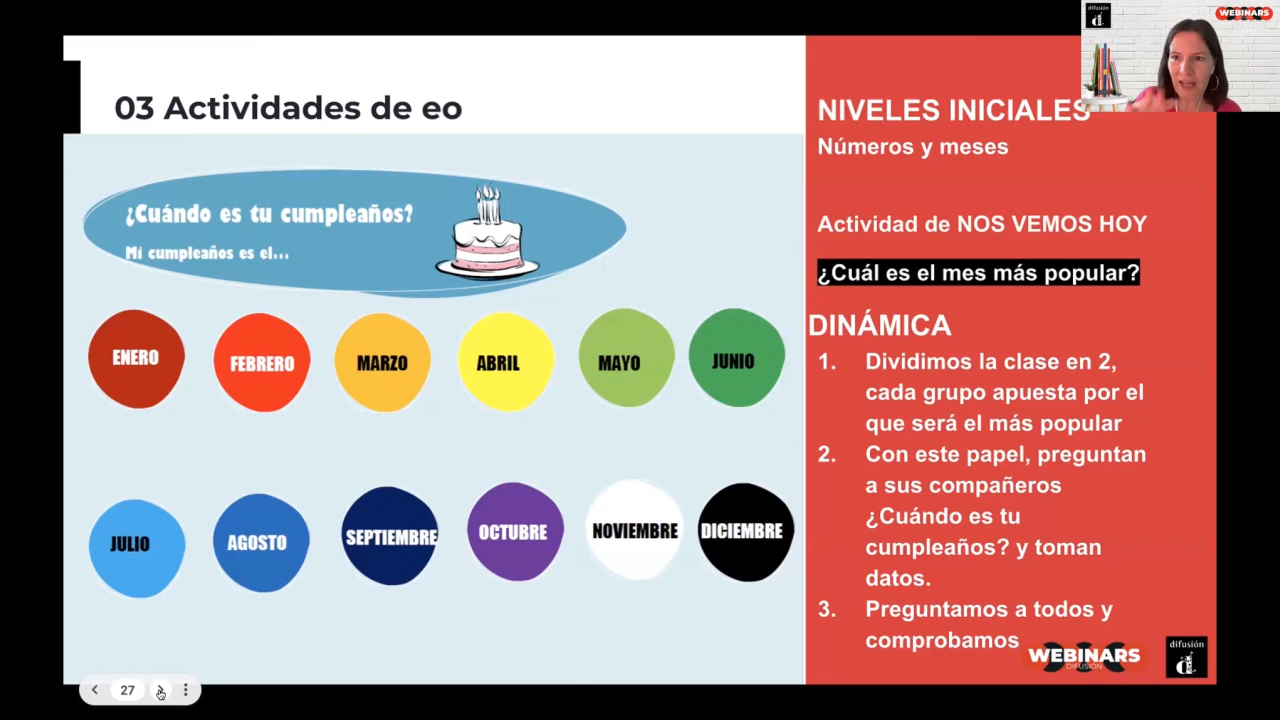 difusión
WEBINARS
03 Actividades de eo
¿Cuándo es tu cumpleaños?
Mi cumpleaños es el...
ENERO
FEBRERO
MARZO
ABRIL
MAYO
JUNIO
JULIO
AGOSTO
SEPTIEMBRE
OCTUBRE
NOVIEMBRE
DICIEMBRE
NIVELES INICIALES
Números y meses
Actividad de NOS VEMOS HOY
¿Cuál es el mes más popular?
DINÁMICA
1. Dividimos la clase en 2,
cada grupo apuesta por el
que será el más popular
2. Con este papel, preguntan
a sus compañeros
¿Cuándo es tu
cumpleaños? y toman
datos.
3. Preguntamos a todos y
comprobamos
WEBINARS
DIFUSIÓN
difusión
27